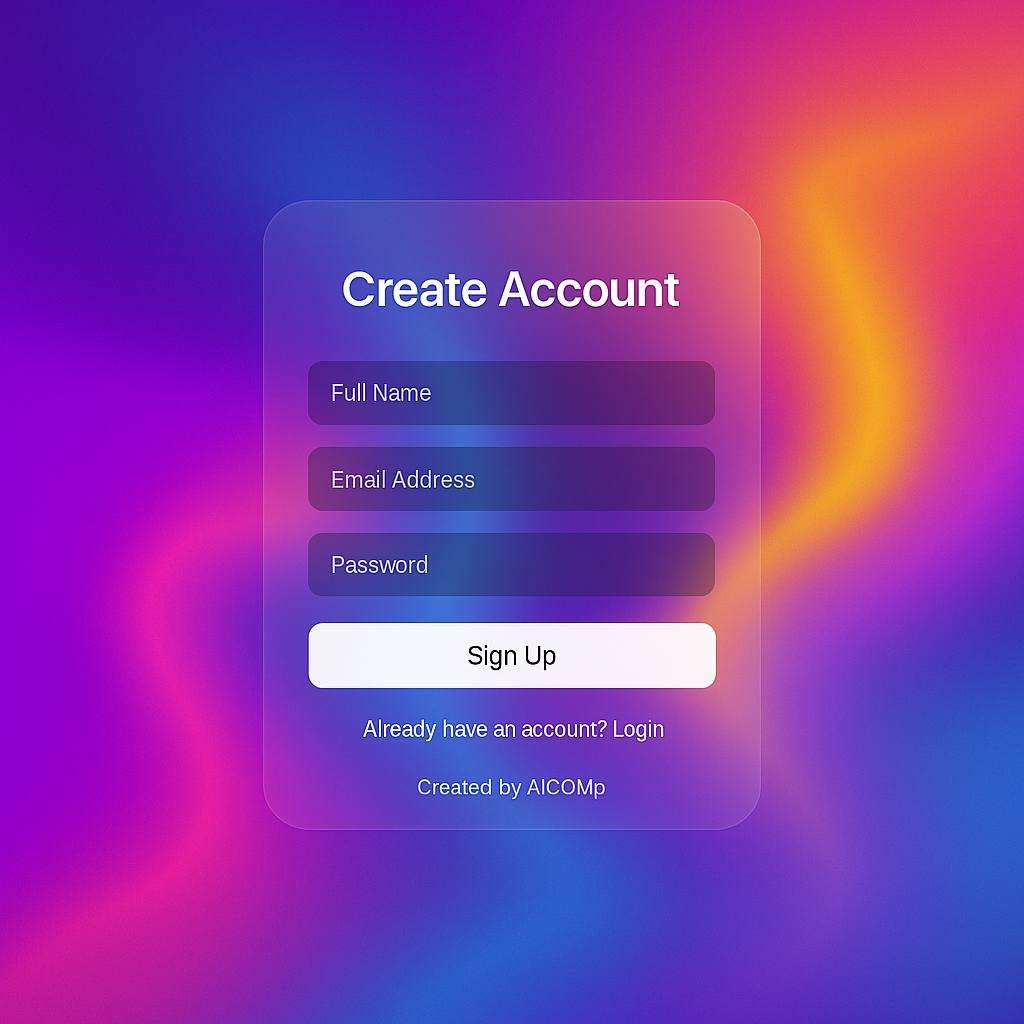 Create Account
Full Name
Email Address
Password
Sign Up
Already have an account? Login
Created by AICOMp